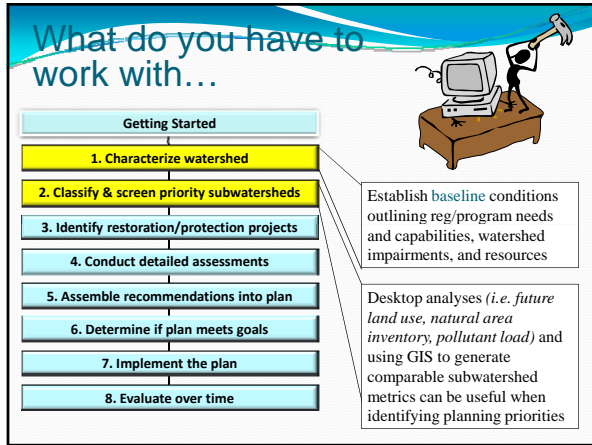 What do you have to
work with…
Getting Started
1. Characterize watershed
2. Classify & screen priority subwatersheds
3. Identify restoration/protection projects
4. Conduct detailed assessments
5. Assemble recommendations into plan
6. Determine if plan meets goals
7. Implement the plan
8. Evaluate over time
Establish baseline conditions
outlining reg/program needs
and capabilities, watershed
impairments, and resources
Desktop analyses (i.e. future
land use, natural area
inventory, pollutant load) and
using GIS to generate
comparable subwatershed
metrics can be useful when
identifying planning priorities